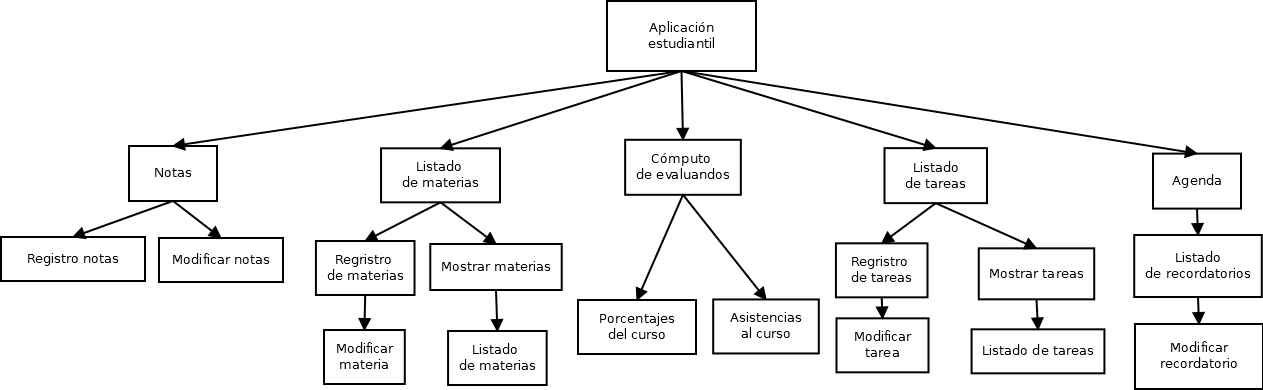 Aplicación
estudiantil
Notas
Listado
de materias
Cómputo
de evaluandos
Listado
de tareas
Agenda
Registro notas
Modificar notas
Regristro
de materias
Mostrar materias
Regristro
de tareas
Mostrar tareas
Listado
de recordatorios
Porcentajes
del curso
Asistencias
al curso
Modificar
materia
Listado
de materias
Modificar
tarea
Listado de tareas
Modificar
recordatorio